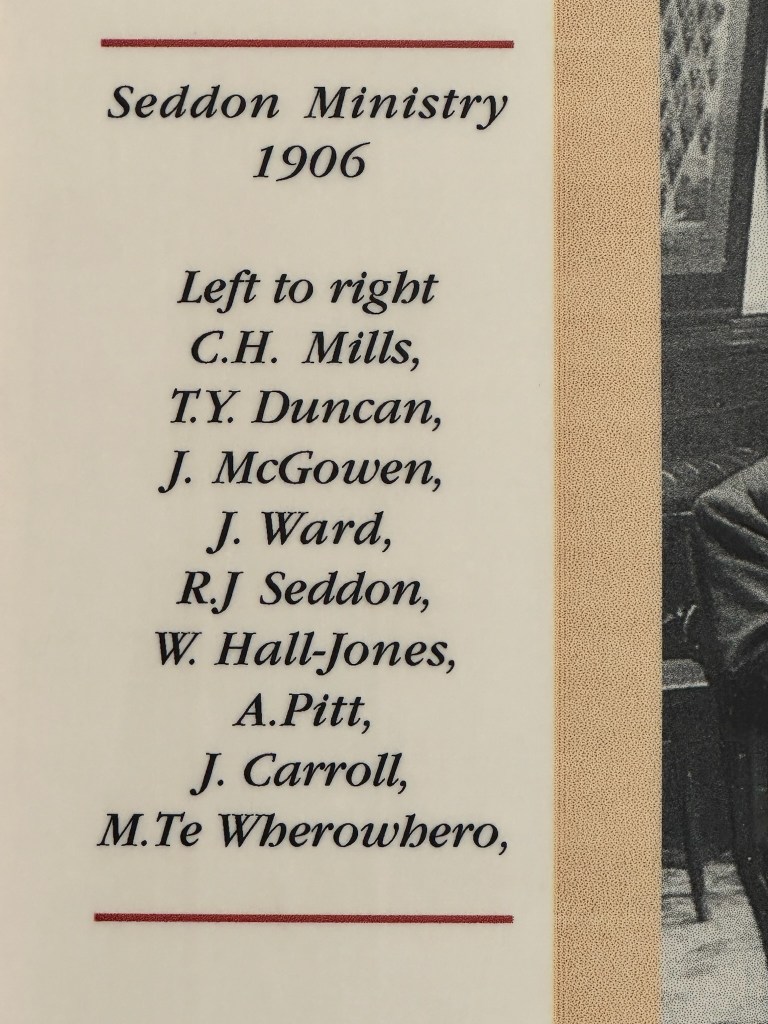 Seddon Ministry
1906
Left to right
C.H. Mills,
T.Y. Duncan,
J. McGowen,
J. Ward,
R.J Seddon,
W. Hall-Jones,
A.Pitt,
J. Carroll,
M.Te Wherowhero,